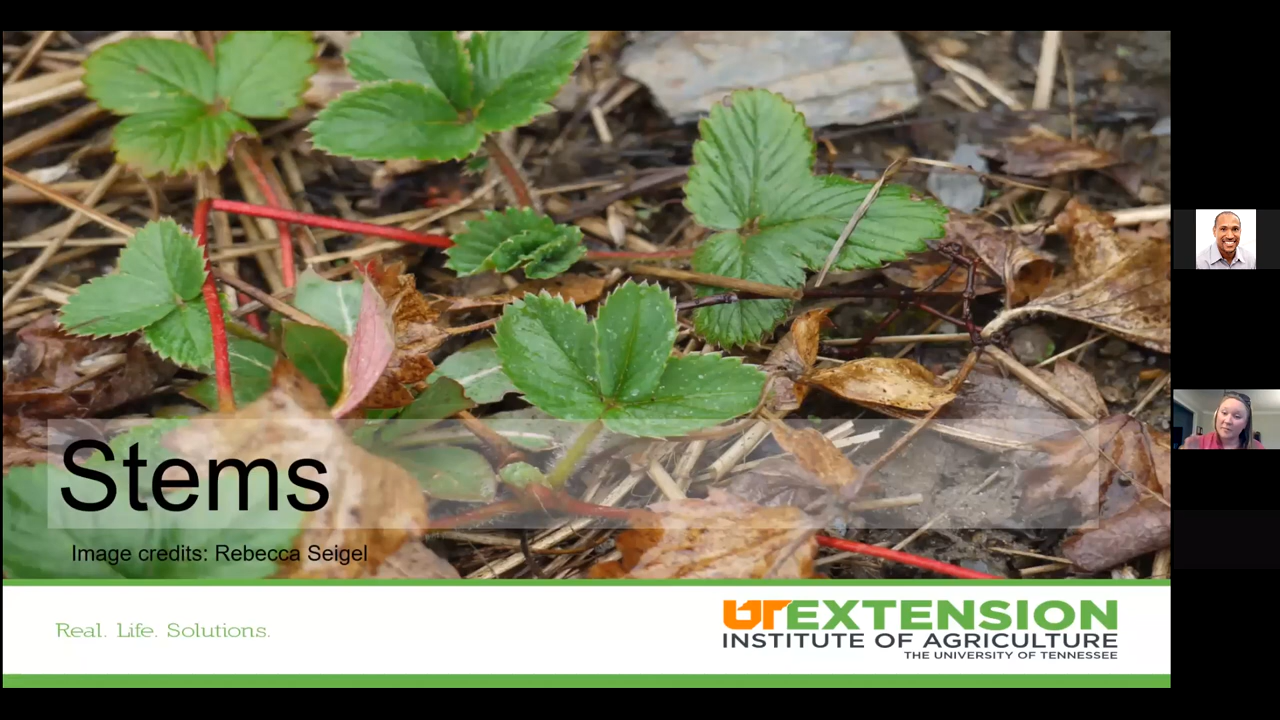 Stems
Image credits: Rebecca Seigel
Real. Life. Solutions.
UTEXTENSION
INSTITUTE OF AGRICULTURE
THE UNIVERSITY OF TENNESSEE